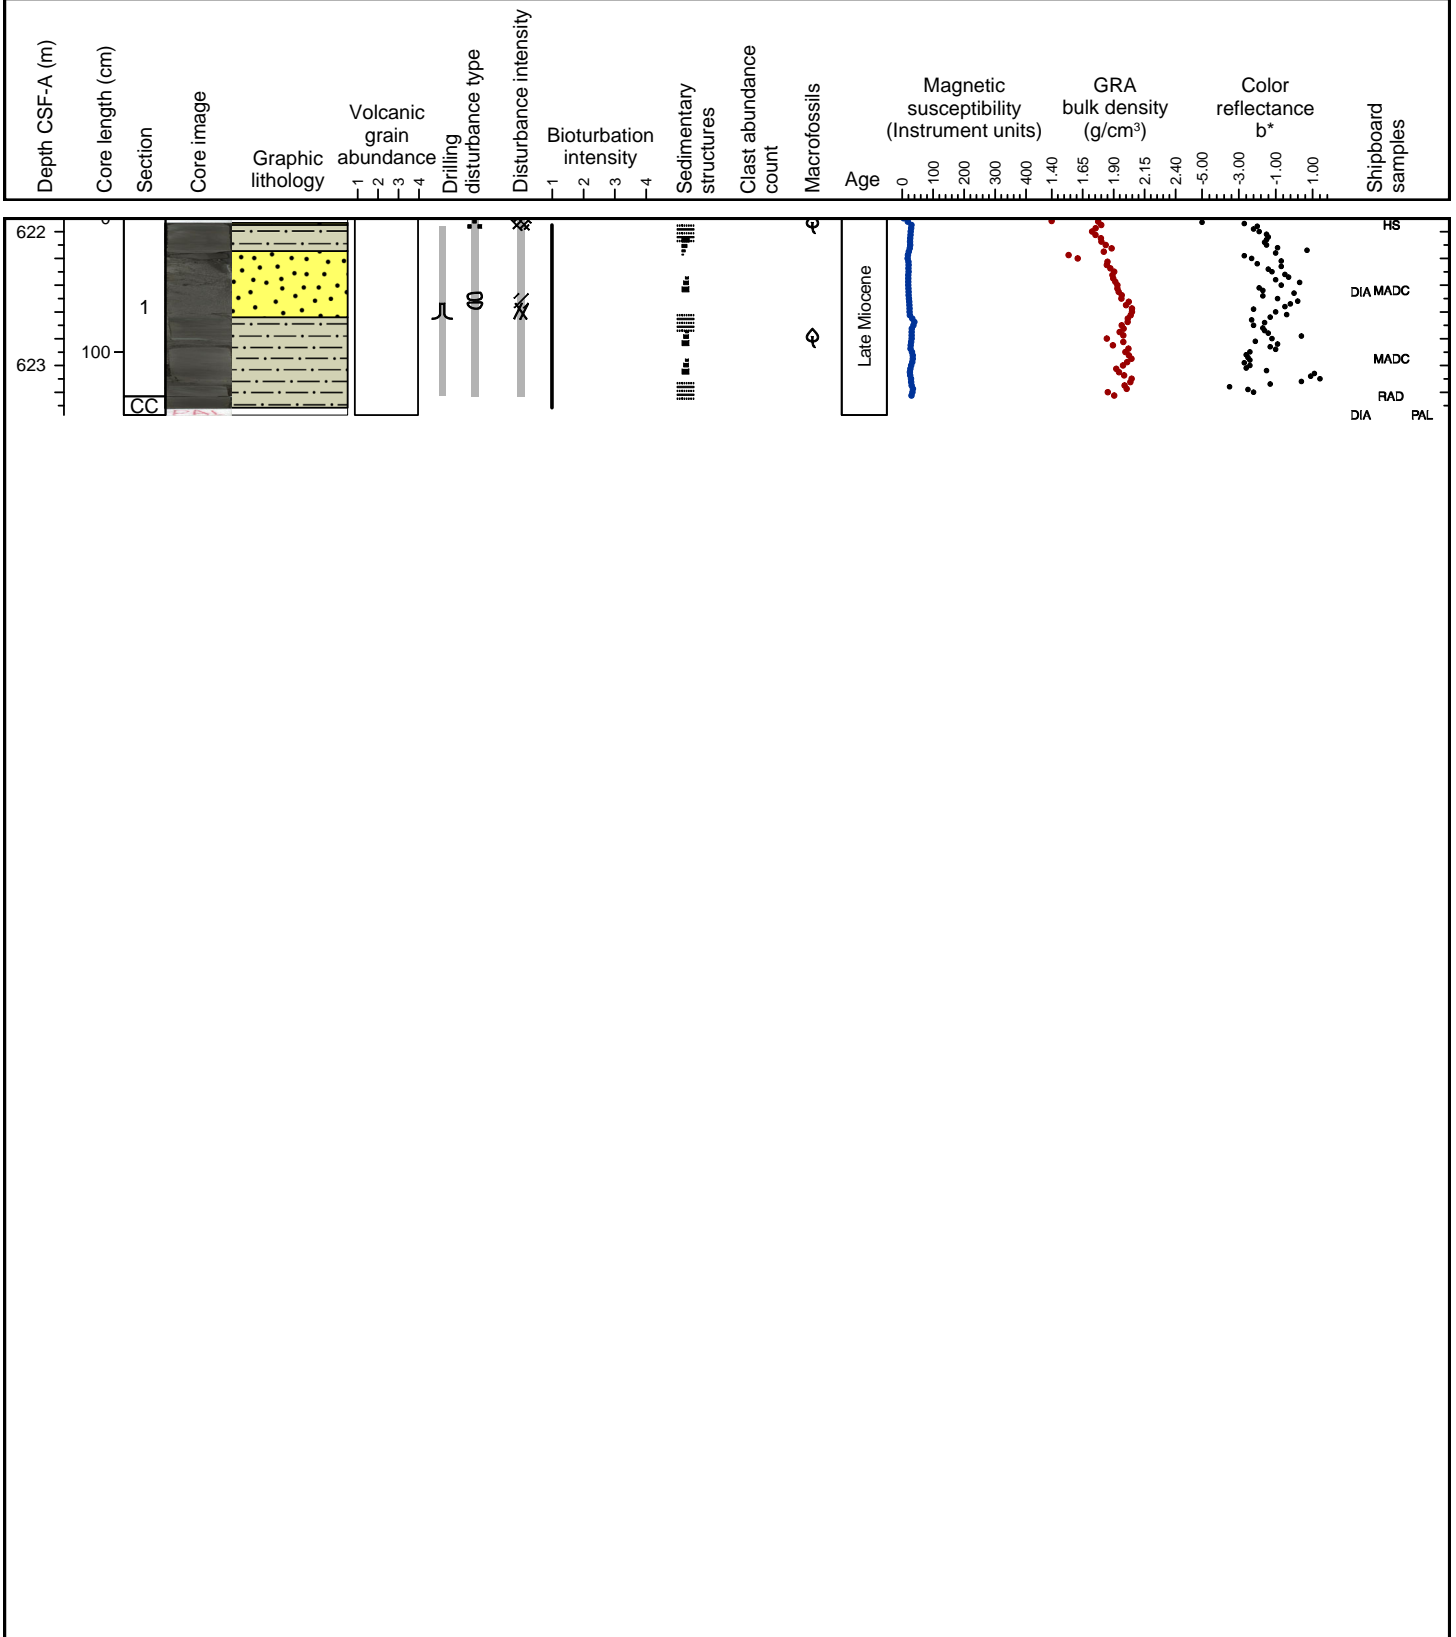 Depth CSF-A (m)
Core length (cm)
Section
Core image
Graphic
lithology
Volcanic
grain
abundance
1 2 3 4
Drilling
disturbance type
Disturbance intensity
Bioturbation
intensity
1 2 3 4
Sedimentary
structures
Clast abundance
count
Macrofossils
Age
Magnetic
susceptibility
(Instrument units)
0 100 200 300 400
GRA
bulk density
(g/cm³)
1.40 1.65 1.90 2.15 2.40
Color
reflectance
b*
-5.00 -3.00 -1.00 1.00
Shipboard
samples
0
622
HS
DIA MADC
1
Late Miocene
100
623
MADC
RAD
CC
PAL
DIA PAL